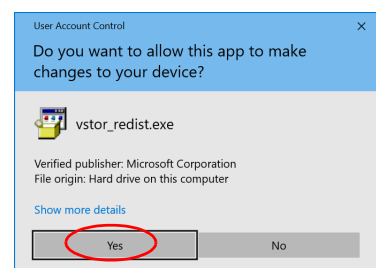 User Account Control
Do you want to allow this app to make
changes to your device?
vstor_redist.exe
Verified publisher: Microsoft Corporation
File origin: Hard drive on this computer
Show more details
Yes
No